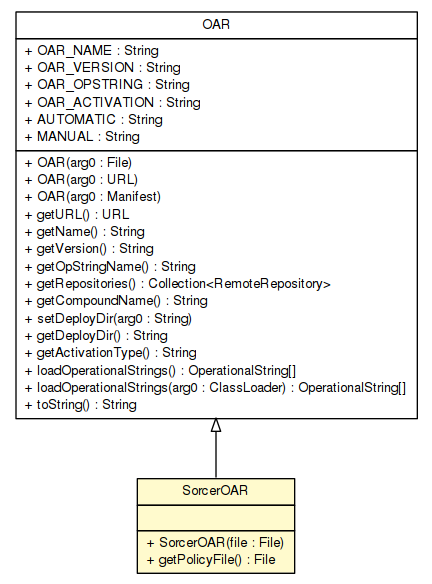 OAR
+ OAR_NAME : String
+ OAR_VERSION : String
+ OAR_OPSTRING : String
+ OAR_ACTIVATION : String
+ AUTOMATIC : String
+ MANUAL : String
+ OAR(arg0 : File)
+ OAR(arg0 : URL)
+ OAR(arg0 : Manifest)
+ getURL() : URL
+ getName() : String
+ getVersion() : String
+ getOpStringName() : String
+ getRepositories() : Collection<RemoteRepository>
+ getCompoundName() : String
+ setDeployDir(arg0 : String)
+ getDeployDir() : String
+ getActivationType() : String
+ loadOperationalStrings() : OperationalString[]
+ loadOperationalStrings(arg0 : ClassLoader) : OperationalString[]
+ toString() : String
SorcerOAR
+ SorcerOAR(file : File)
+ getPolicyFile() : File